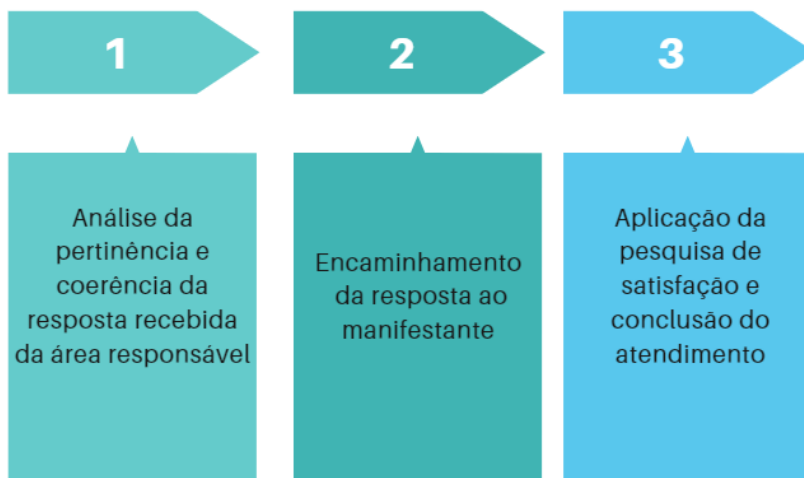 1
2
3
Análise da
pertinência e
coerência da
resposta recebida
da área responsável
Encaminhamento
da resposta ao
manifestante
Aplicação da
pesquisa de
satisfação e
conclusão do
atendimento